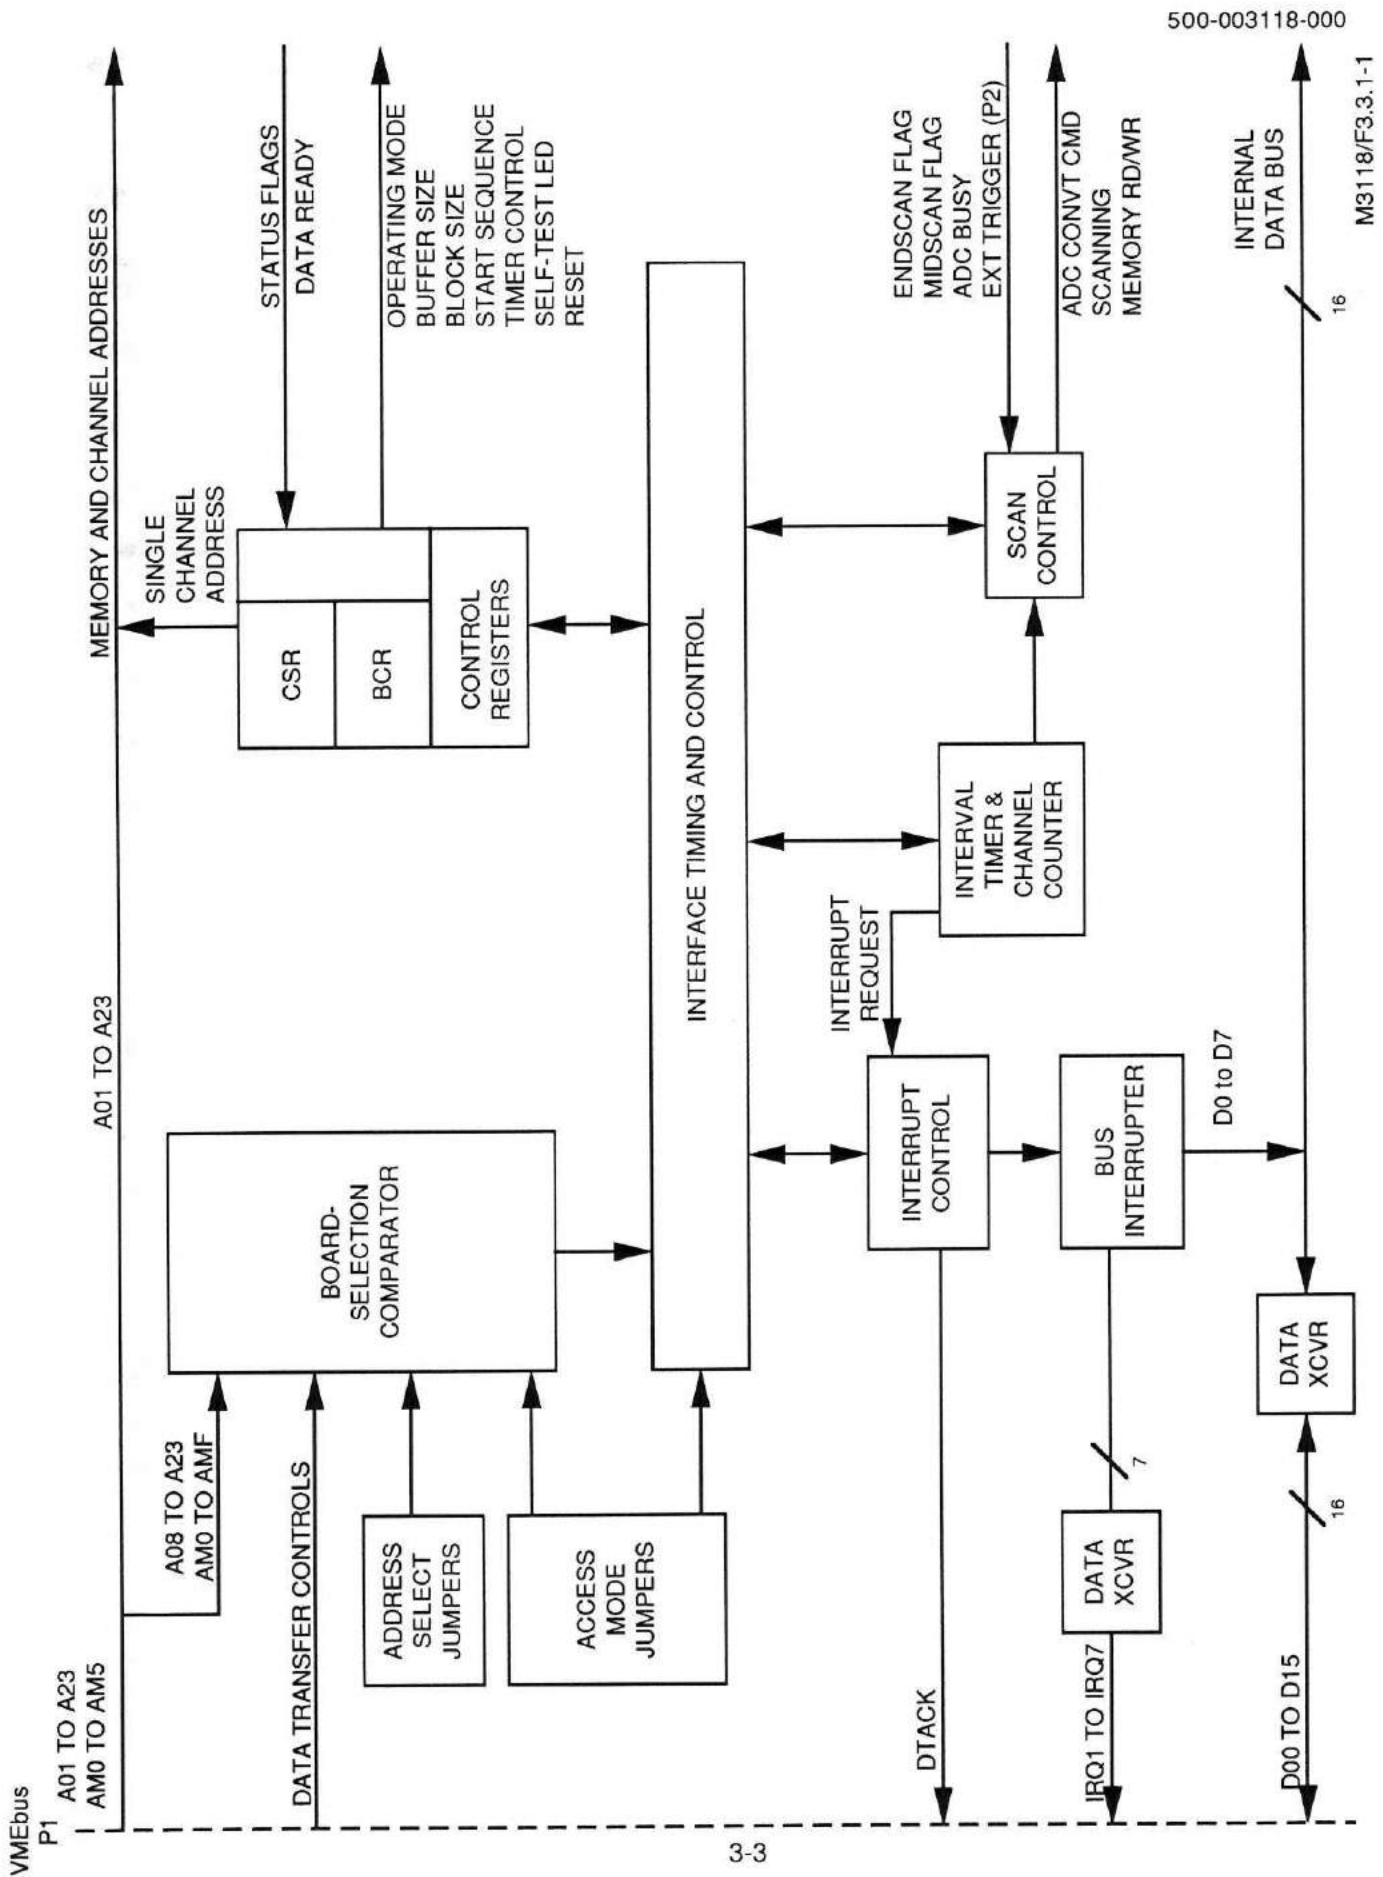 500-003118-000
VMEbus
P1
A01 TO A23
AM0 TO AM5
A01 TO A23
MEMORY AND CHANNEL ADDRESSES
A08 TO A23
AM0 TO AMF
DATA TRANSFER CONTROLS
ADDRESS
SELECT
JUMPERS
ACCESS
MODE
JUMPERS
BOARD-
SELECTION
COMPARATOR
SINGLE
CHANNEL
ADDRESS
CSR
BCR
CONTROL
REGISTERS
STATUS FLAGS
DATA READY
OPERATING MODE
BUFFER SIZE
BLOCK SIZE
START SEQUENCE
TIMER CONTROL
SELF-TEST LED
RESET
INTERFACE TIMING AND CONTROL
DTACK
INTERRUPT
CONTROL
INTERRUPT
REQUEST
INTERVAL
TIMER &
CHANNEL
COUNTER
SCAN
CONTROL
ENDSCAN FLAG
MIDSCAN FLAG
ADC BUSY
EXT TRIGGER (P2)
ADC CONVT CMD
SCANNING
MEMORY RD/WR
IRQ1 TO IRQ7
DATA
XCVR
7
BUS
INTERRUPTER
D0 to D7
D00 TO D15
16
DATA
XCVR
INTERNAL
DATA BUS
16
M3118/F3.3.1-1
3-3